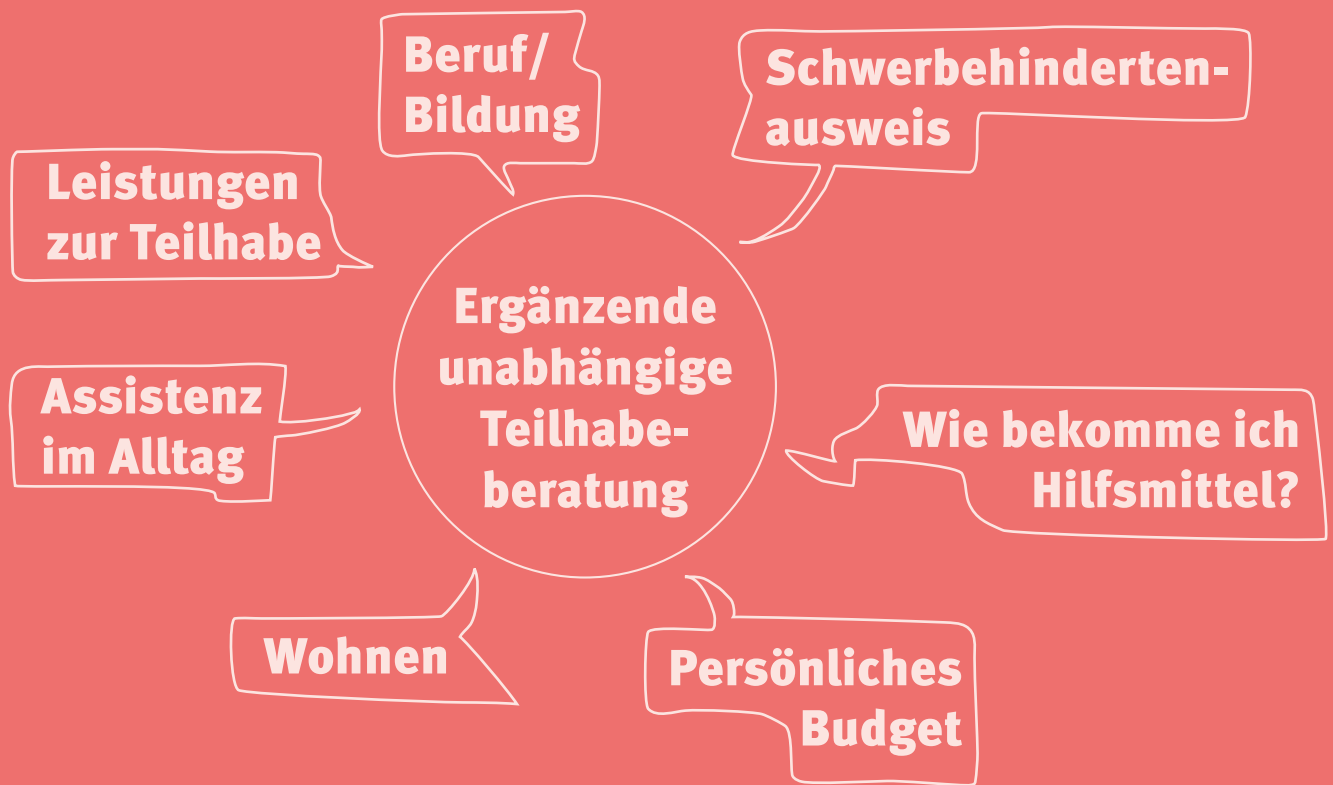 Beruf/
Bildung
Schwerbehinderten-
ausweis
Leistungen
zur Teilhabe
Ergänzende
unabhängige
Teilhabe-
beratung
Assistenz
im Alltag
Wie bekomme ich
Hilfsmittel?
Wohnen
Persönliches
Budget